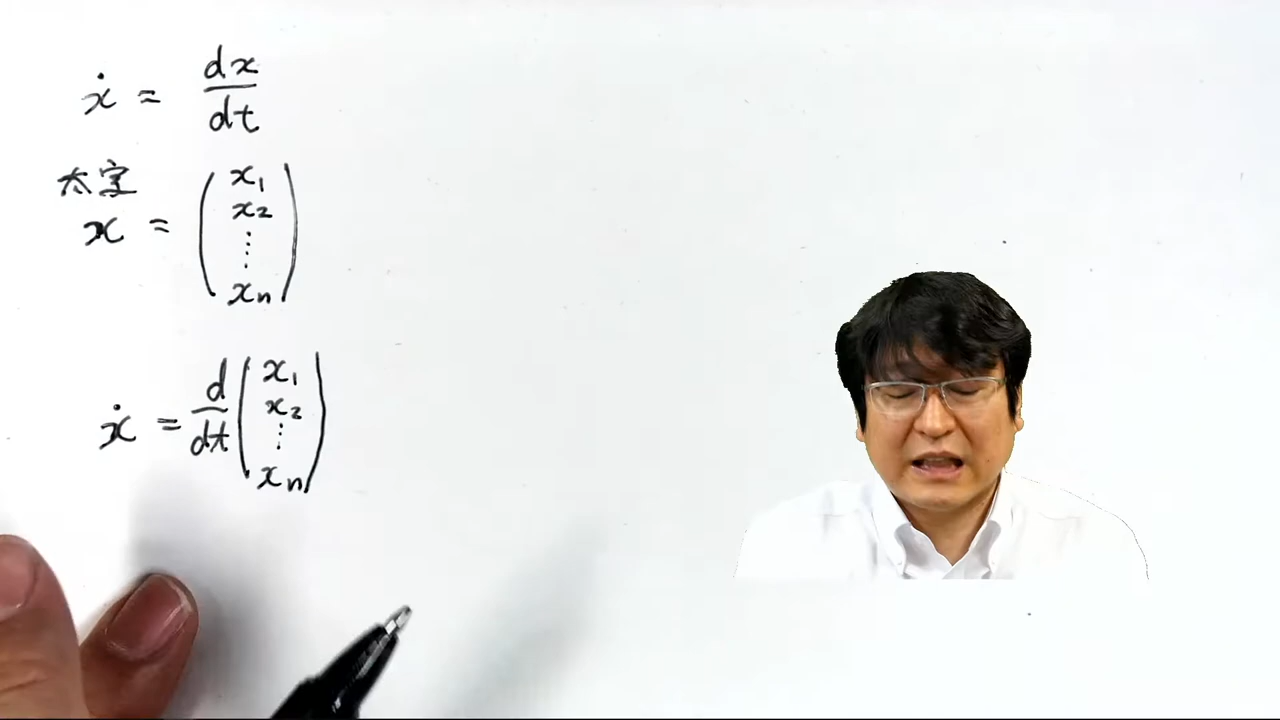 ẋ = dx/dt
太字
x = (x₁ x₂ ⋮ xₙ)
ẋ = d/dt (x₁ x₂ ⋮ xₙ)